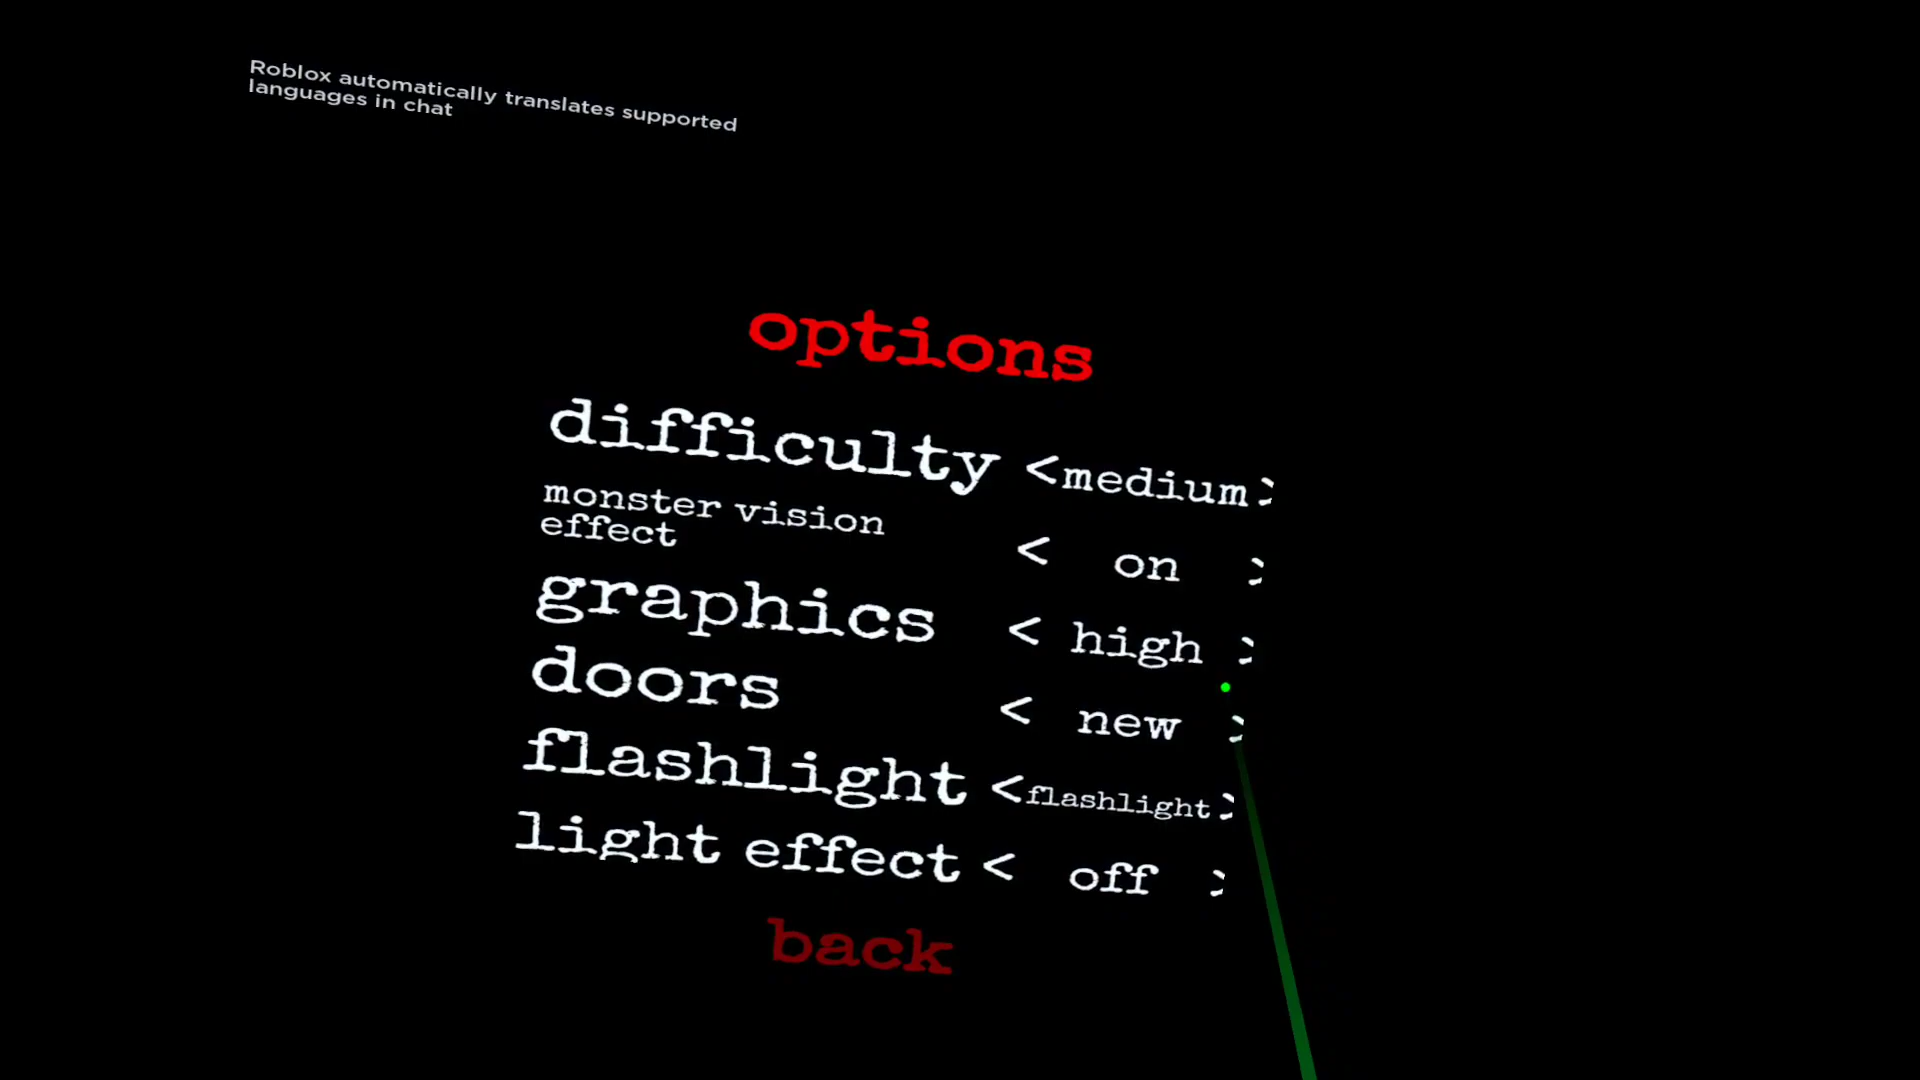 Roblox automatically translates supported
languages in chat
options
difficulty <medium>
monster vision
effect < on >
graphics < high >
doors < new >
flashlight <flashlight>
light effect < off >
back